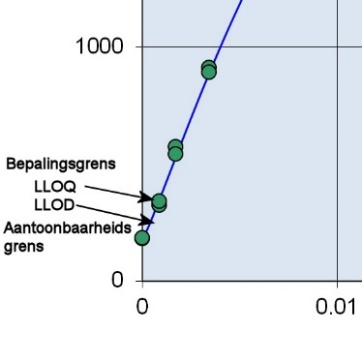 1000
Bepalingsgrens
LLOQ
LLOD
Aantoonbaarheids
grens
0
0
0.01